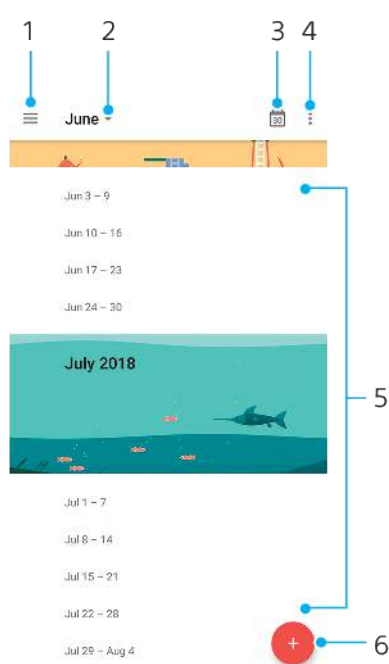 1 2 3 4
June
30
Jun 3 – 9
Jun 10 – 16
Jun 17 – 23
Jun 24 – 30
July 2018
5
Jul 1 – 7
Jul 8 – 14
Jul 15 – 21
Jul 22 – 28
+ 6
Jul 29 – Aug 4